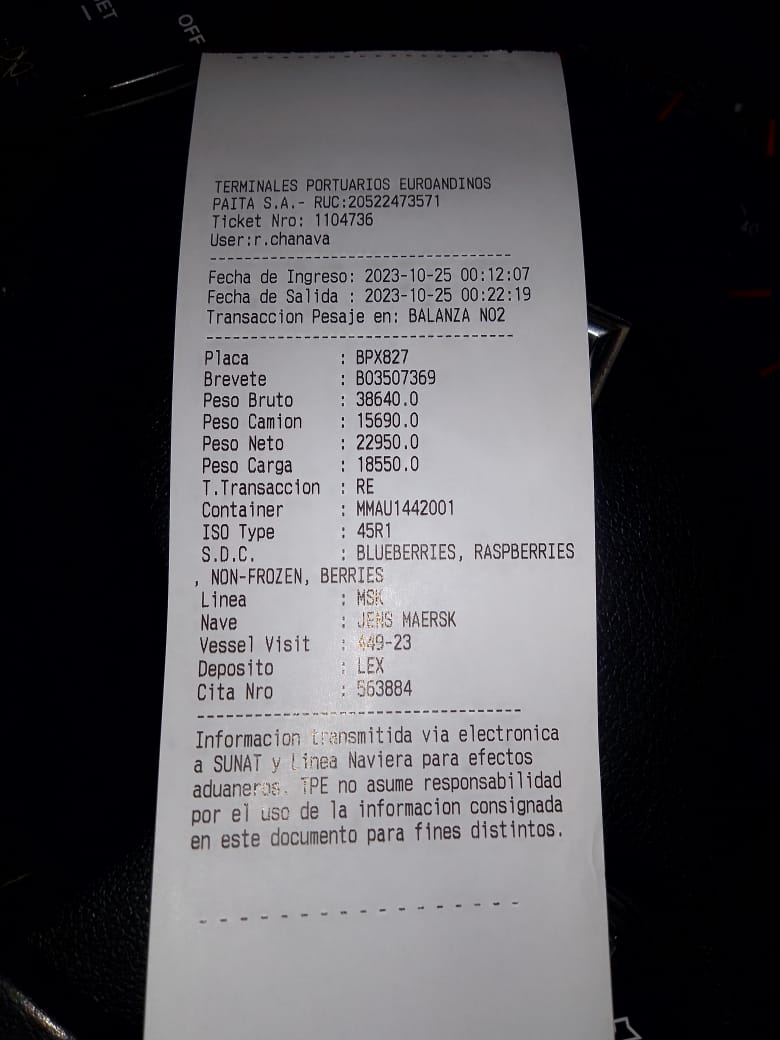 ET
OFF
TERMINALES PORTUARIOS EUROANDINOS
PAITA S.A.- RUC:20522473571
Ticket Nro: 1104736
User:r.chanava
Fecha de Ingreso: 2023-10-25 00:12:07
Fecha de Salida : 2023-10-25 00:22:19
Transaccion Pesaje en: BALANZA NO2
Placa : BPX827
Brevete : B03507369
Peso Bruto : 38640.0
Peso Camion : 15690.0
Peso Neto : 22950.0
Peso Carga : 18550.0
T.Transaccion : RE
Container : MMAU1442001
ISO Type : 45R1
S.D.C. : BLUEBERRIES, RASPBERRIES
, NON-FROZEN, BERRIES
Linea : MSK
Nave : JENS MAERSK
Vessel Visit : 449-23
Deposito : LEX
Cita Nro : 563884
Informacion transmitida via electronica
a SUNAT y Linea Naviera para efectos
aduaneros. TPE no asume responsabilidad
por el uso de la informacion consignada
en este documento para fines distintos.